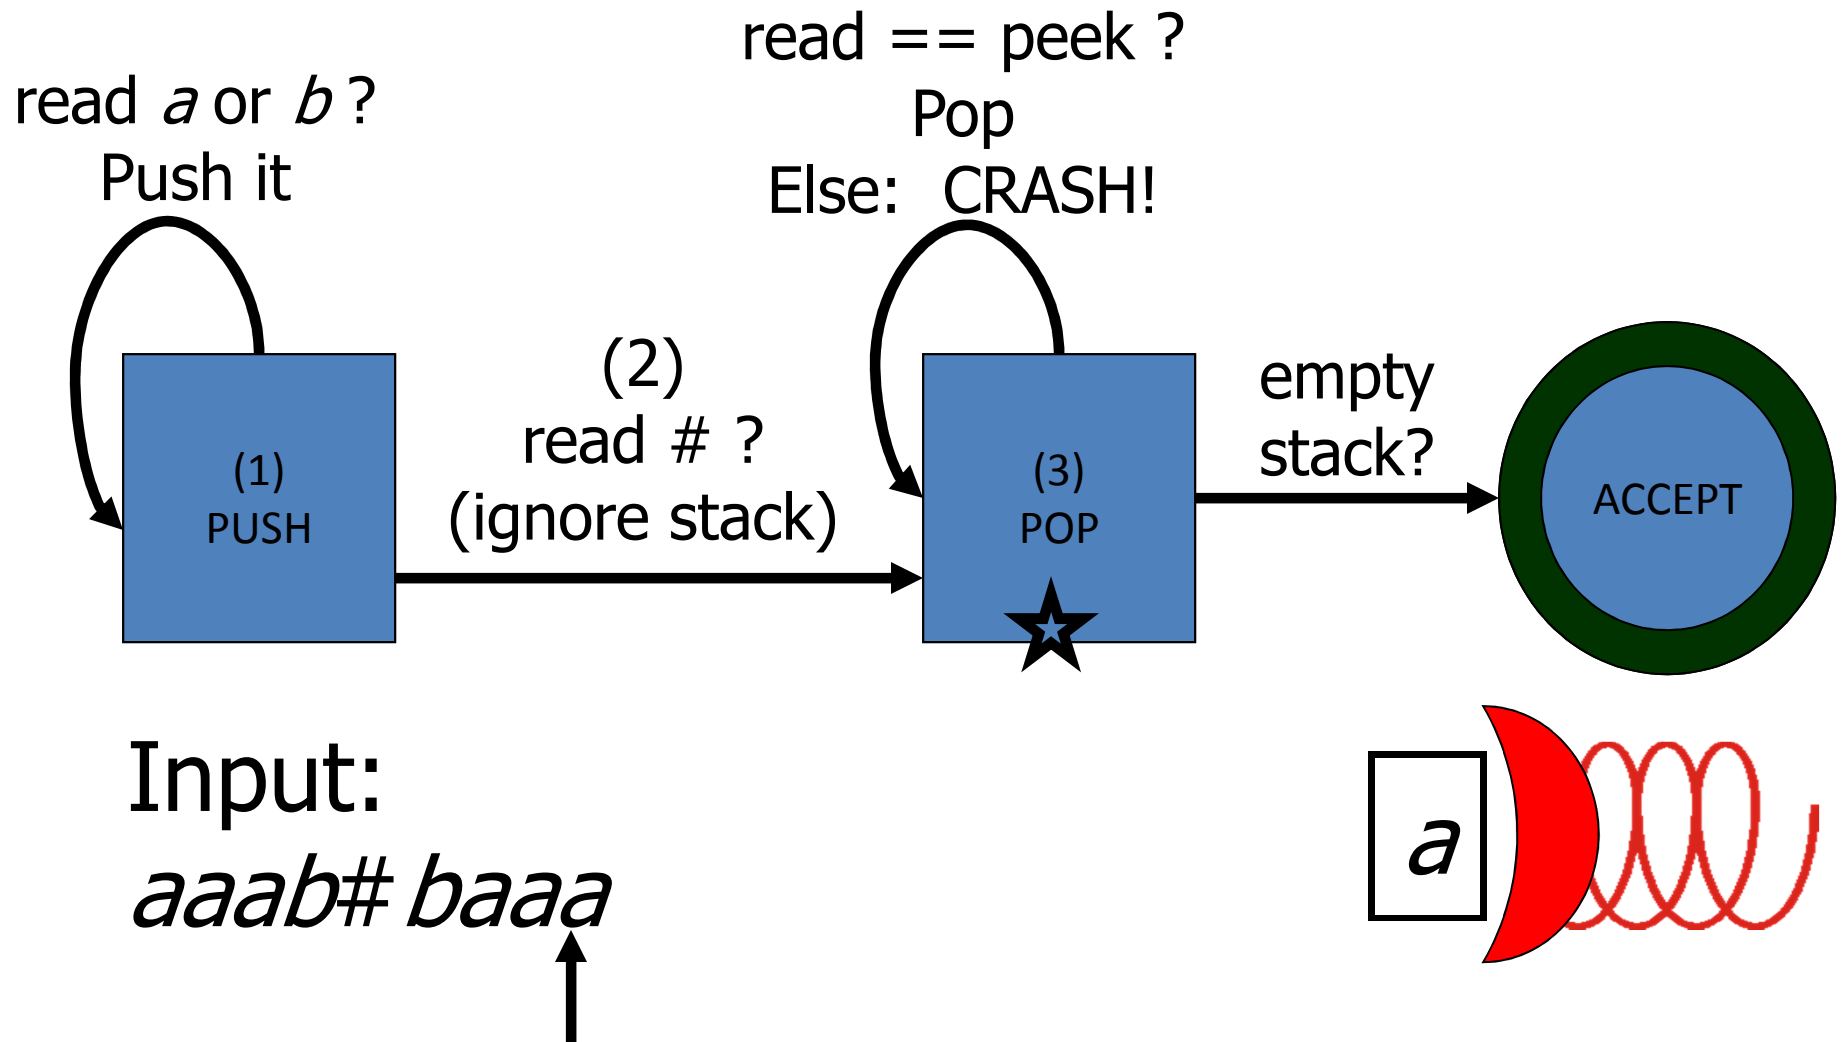 read == peek ?
Pop
Else: CRASH!
read a or b ?
Push it
(2)
read # ?
(ignore stack)
empty
stack?
(1)
PUSH
(3)
POP
ACCEPT
Input:
aaab#baaa
a